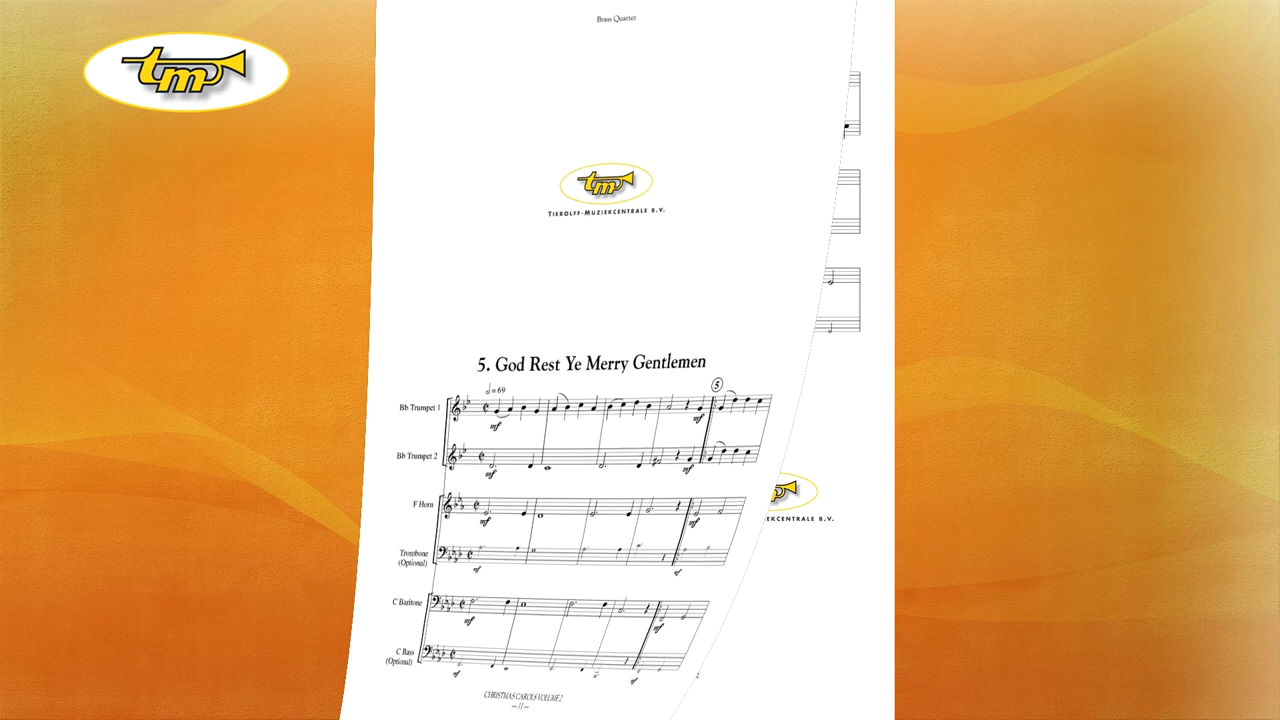 tm
Brass Quartet
tm
TIEROLFF-MUZIEKCENTRALE B.V.
5. God Rest Ye Merry Gentlemen
= 69
5
Bb Trumpet 1
mf
mf
Bb Trumpet 2
mf
mf
F Horn
mf
mf
Trombone
(Optional)
mf
mf
C Baritone
mf
mf
C Bass
(Optional)
mf
mf
EKCENTRALE B.V.
CHRISTMAS CAROLS VOLUME 2
— 11 —